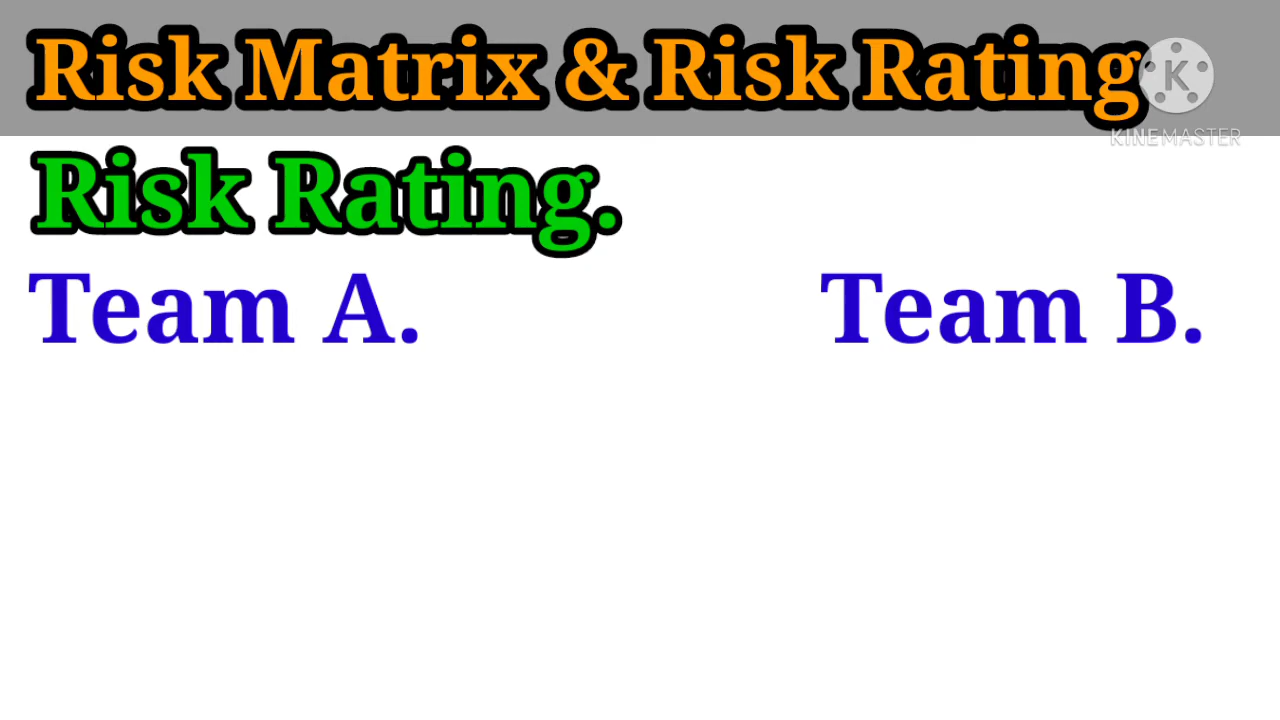 Risk Matrix & Risk Rating
K
KINEMASTER
Risk Rating.
Team A. Team B.